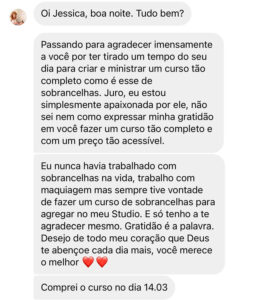 Oi Jessica, boa noite. Tudo bem?
Passando para agradecer imensamente
a você por ter tirado um tempo do seu
dia para criar e ministrar um curso tão
completo como é esse de
sobrancelhas. Juro, eu estou
simplesmente apaixonada por ele, não
sei nem como expressar minha gratidão
em você fazer um curso tão completo e
com um preço tão acessível.
Eu nunca havia trabalhado com
sobrancelhas na vida, trabalho com
maquiagem mas sempre tive vontade
de fazer um curso de sobrancelhas para
agregar no meu Studio. E só tenho a te
agradecer mesmo. Gratidão é a palavra.
Desejo de todo meu coração que Deus
te abençoe cada dia mais, você merece
o melhor ❤️❤️
Comprei o curso no dia 14.03